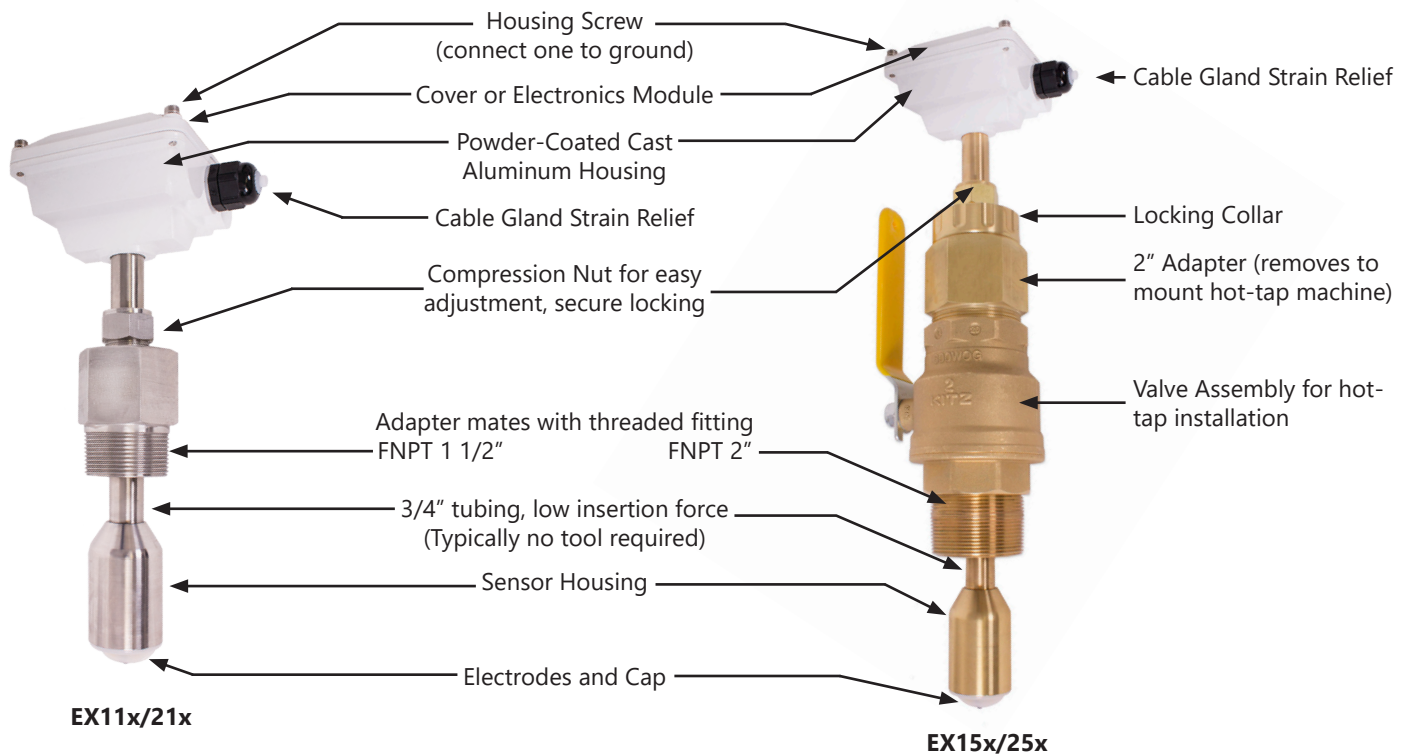 Housing Screw
(connect one to ground)
Cover or Electronics Module
Cable Gland Strain Relief
Powder-Coated Cast
Aluminum Housing
Cable Gland Strain Relief
Locking Collar
Compression Nut for easy
adjustment, secure locking
2” Adapter (removes to
mount hot-tap machine)
2
KITZ
Valve Assembly for hot-
tap installation
Adapter mates with threaded fitting
FNPT 1 1/2” FNPT 2”
3/4” tubing, low insertion force
(Typically no tool required)
Sensor Housing
Electrodes and Cap
EX11x/21x
EX15x/25x